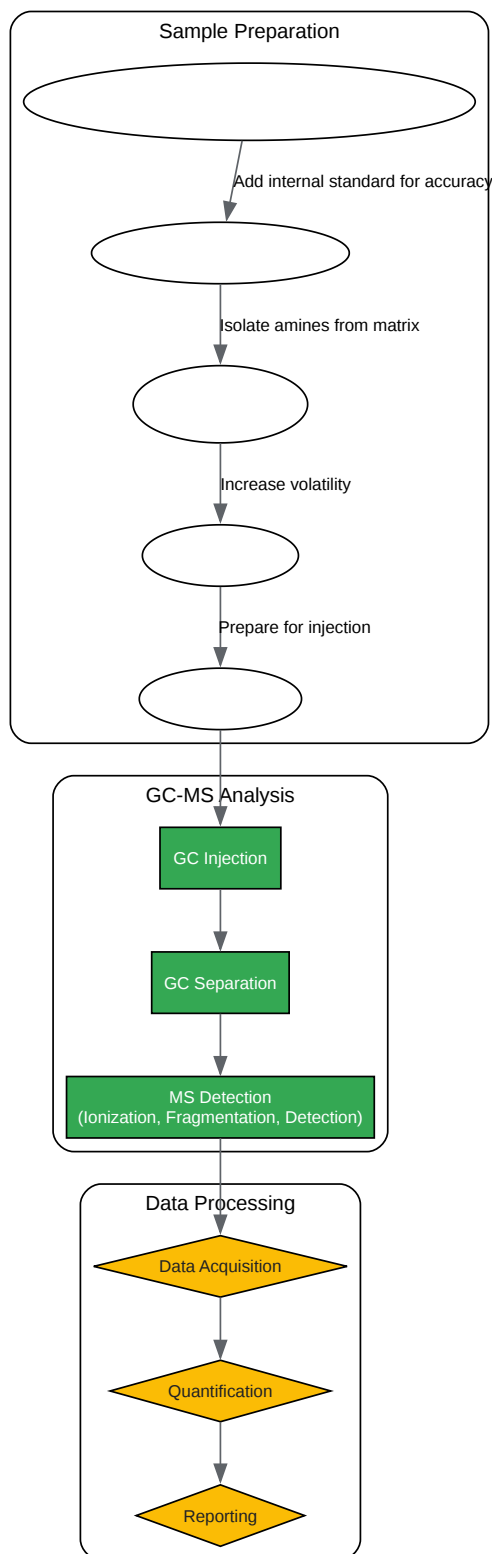 Sample Preparation
Add internal standard for accuracy
Isolate amines from matrix
Increase volatility
Prepare for injection
GC-MS Analysis
GC Injection
GC Separation
MS Detection
(Ionization, Fragmentation, Detection)
Data Processing
Data Acquisition
Quantification
Reporting